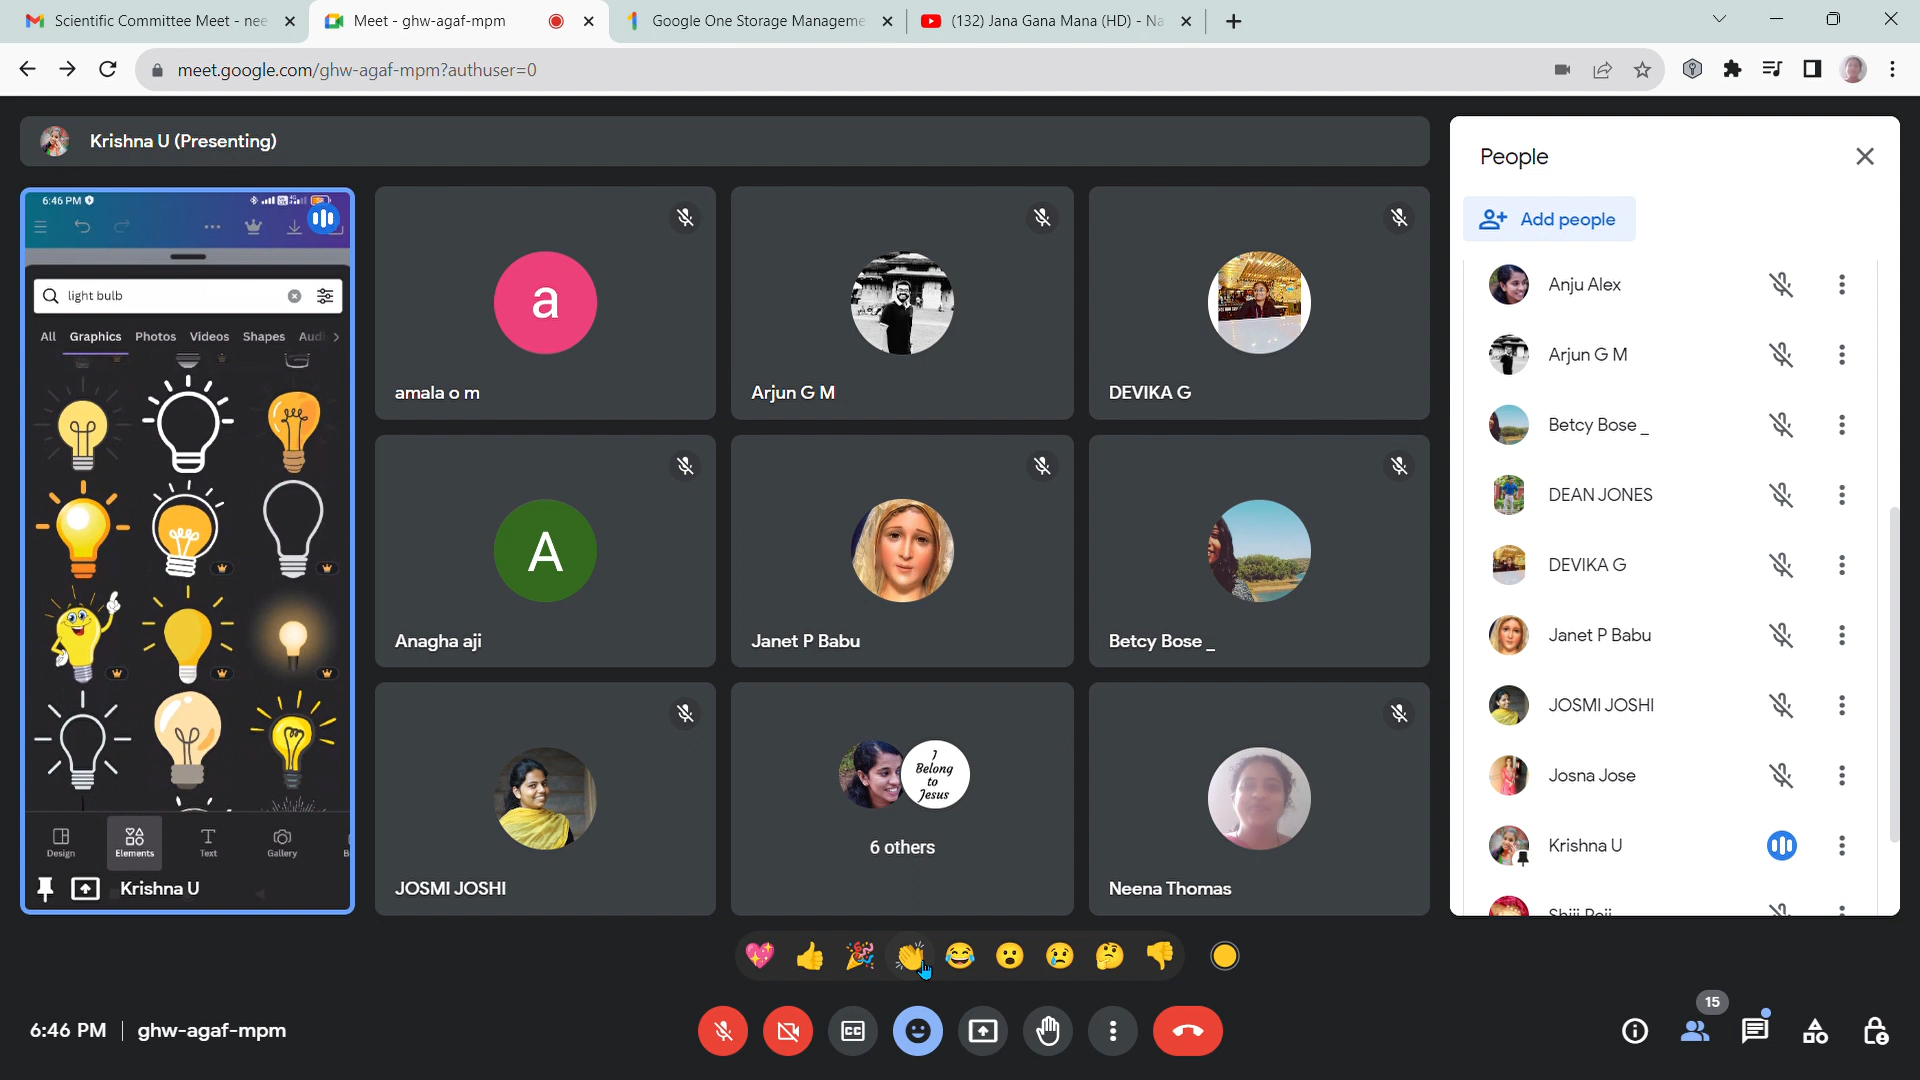 Scientific Committee Meet - nee
Meet - ghw-agaf-mpm
Google One Storage Manageme
(132) Jana Gana Mana (HD) - Na
meet.google.com/ghw-agaf-mpm?authuser=0
Krishna U (Presenting)
6:46 PM
light bulb
All Graphics Photos Videos Shapes Audi
Design Elements Text Gallery
Krishna U
a
amala o m
Arjun G M
DEVIKA G
A
Anagha aji
Janet P Babu
Betcy Bose _
JOSMI JOSHI
I
Belong
to
Jesus
6 others
Neena Thomas
People
Add people
Anju Alex
Arjun G M
Betcy Bose _
DEAN JONES
DEVIKA G
Janet P Babu
JOSMI JOSHI
Josna Jose
Krishna U
6:46 PM | ghw-agaf-mpm
CC
15